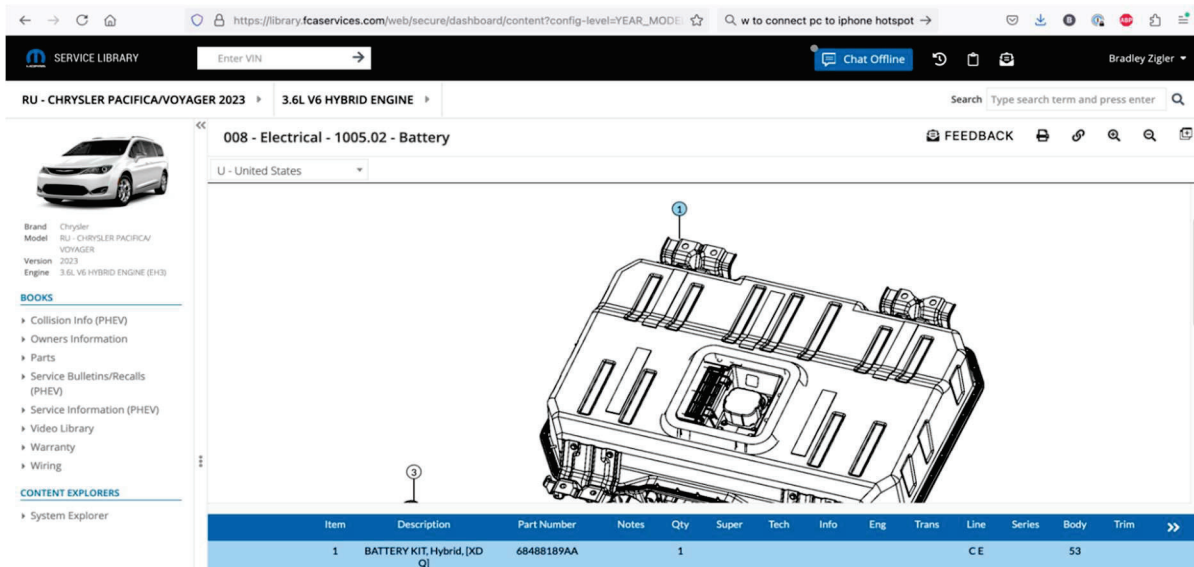 https://library.fcaservices.com/web/secure/dashboard/content?config-level=YEAR_MODE
w to connect pc to iphone hotspot →
ABP
SERVICE LIBRARY
Enter VIN
Chat Offline
Bradley Zigler
RU - CHRYSLER PACIFICA/VOYAGER 2023
3.6L V6 HYBRID ENGINE
Search Type search term and press enter
008 - Electrical - 1005.02 - Battery
FEEDBACK
U - United States
Brand Chrysler
Model RU - CHRYSLER PACIFICA/
VOYAGER
Version 2023
Engine 3.6L V6 HYBRID ENGINE (EH3)
BOOKS
Collision Info (PHEV)
Owners Information
Parts
Service Bulletins/Recalls
(PHEV)
Service Information (PHEV)
Video Library
Warranty
Wiring
CONTENT EXPLORERS
System Explorer
1
3
Item Description Part Number Notes Qty Super Tech Info Eng Trans Line Series Body Trim
1 BATTERY KIT, Hybrid, [XD 68488189AA 1 C E 53
Q]